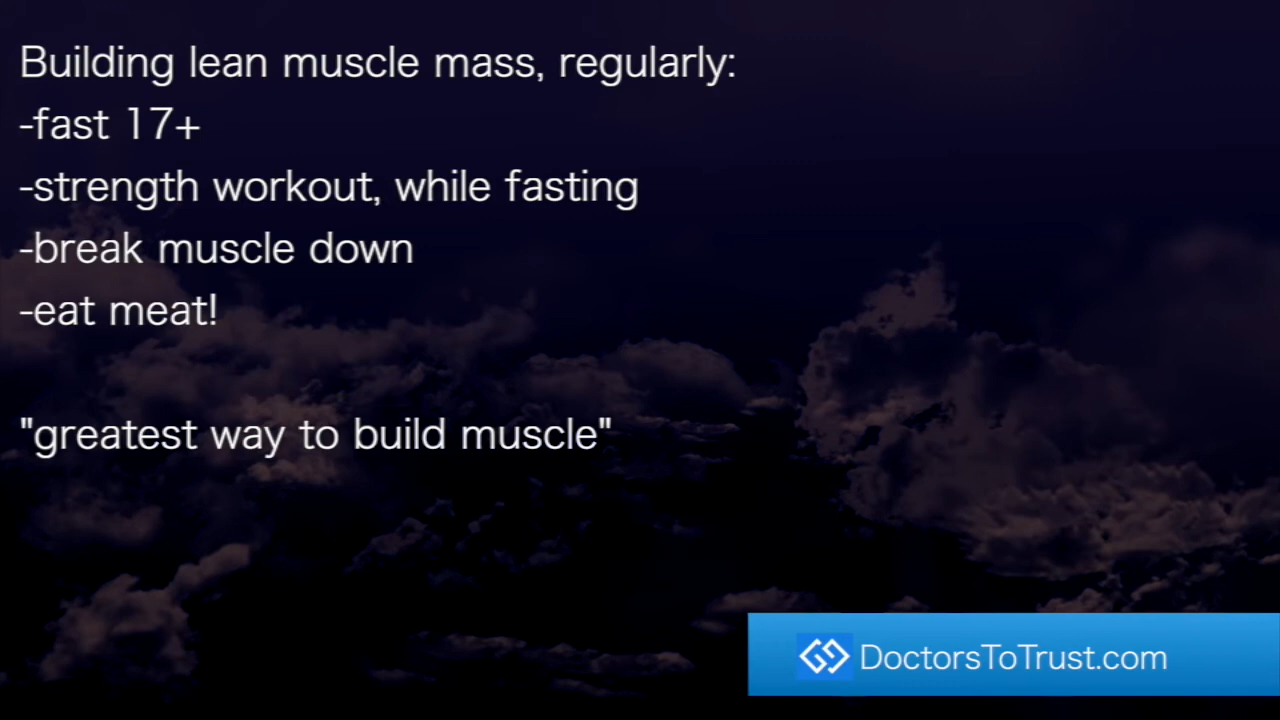 Building lean muscle mass, regularly:
-fast 17+
-strength workout, while fasting
-break muscle down
-eat meat!
"greatest way to build muscle"
DoctorsToTrust.com